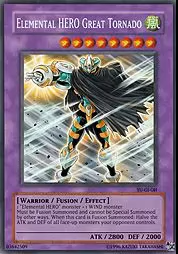 ELEMENTAL HERO GREAT TORNADO
[WARRIOR / FUSION / EFFECT]
"Elemental HERO" monster + 1 WIND monster
Must be Fusion Summoned and cannot be Special Summoned
by other ways. When this card is Fusion Summoned: Halve the
ATK and DEF of all face-up monsters your opponent controls.
ATK / 2800 DEF / 2000
©1996 KAZUKI TAKAHASHI